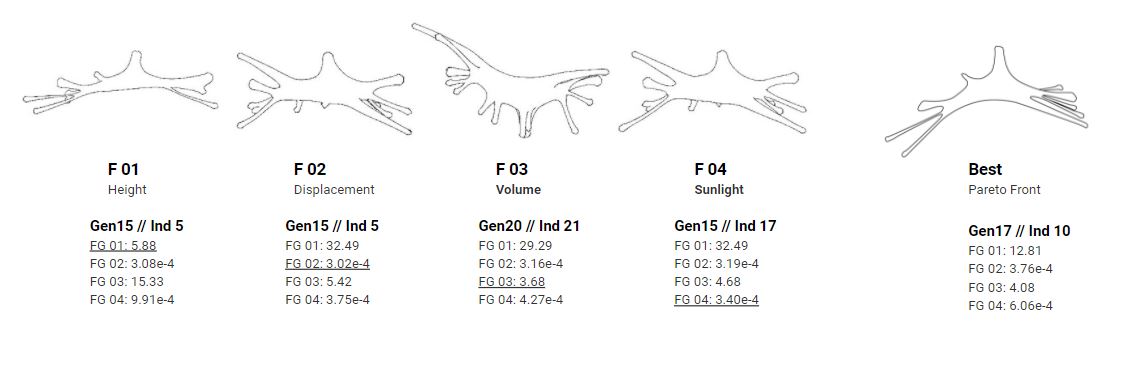 F 01
Height
Gen15 // Ind 5
FG 01: 5.88
FG 02: 3.08e-4
FG 03: 15.33
FG 04: 9.91e-4
F 02
Displacement
Gen15 // Ind 5
FG 01: 32.49
FG 02: 3.02e-4
FG 03: 5.42
FG 04: 3.75e-4
F 03
Volume
Gen20 // Ind 21
FG 01: 29.29
FG 02: 3.16e-4
FG 03: 3.68
FG 04: 4.27e-4
F 04
Sunlight
Gen15 // Ind 17
FG 01: 32.49
FG 02: 3.19e-4
FG 03: 4.68
FG 04: 3.40e-4
Best
Pareto Front
Gen17 // Ind 10
FG 01: 12.81
FG 02: 3.76e-4
FG 03: 4.08
FG 04: 6.06e-4